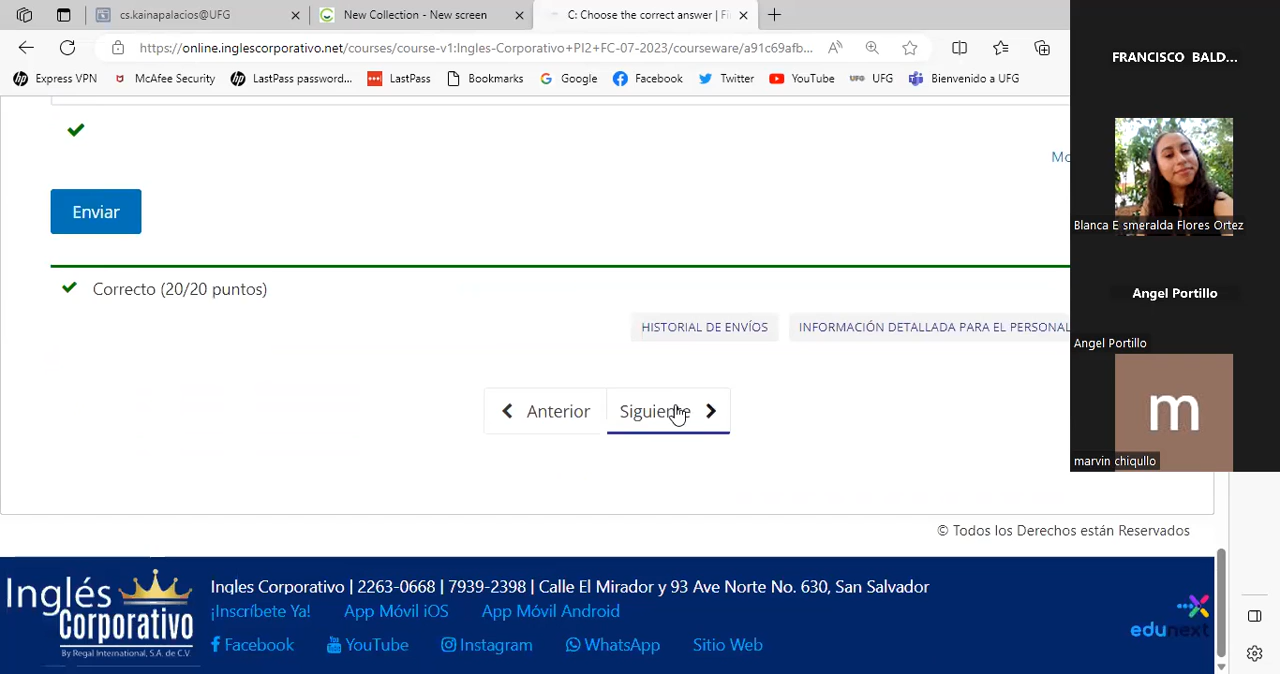 cs.kainapalacios@UFG
New Collection - New screen
C: Choose the correct answer | Fl
https://online.inglescorporativo.net/courses/course-v1:Ingles-Corporativo+PI2+FC-07-2023/courseware/a91c69afb...
Express VPN
McAfee Security
LastPass password...
LastPass
Bookmarks
Google
Facebook
Twitter
YouTube
UFG
Bienvenido a UFG
FRANCISCO BALD...
Mo
Enviar
Blanca E smeralda Flores Ortez
Correcto (20/20 puntos)
Angel Portillo
HISTORIAL DE ENVÍOS
INFORMACIÓN DETALLADA PARA EL PERSONAL
Angel Portillo
Anterior
Siguiente
m
marvin chiqullo
© Todos los Derechos están Reservados
Inglés
Corporativo
By Regal International, S.A. de C.V
Ingles Corporativo | 2263-0668 | 7939-2398 | Calle El Mirador y 93 Ave Norte No. 630, San Salvador
¡Inscríbete Ya!
App Móvil iOS
App Móvil Android
Facebook
YouTube
Instagram
WhatsApp
Sitio Web
edunext